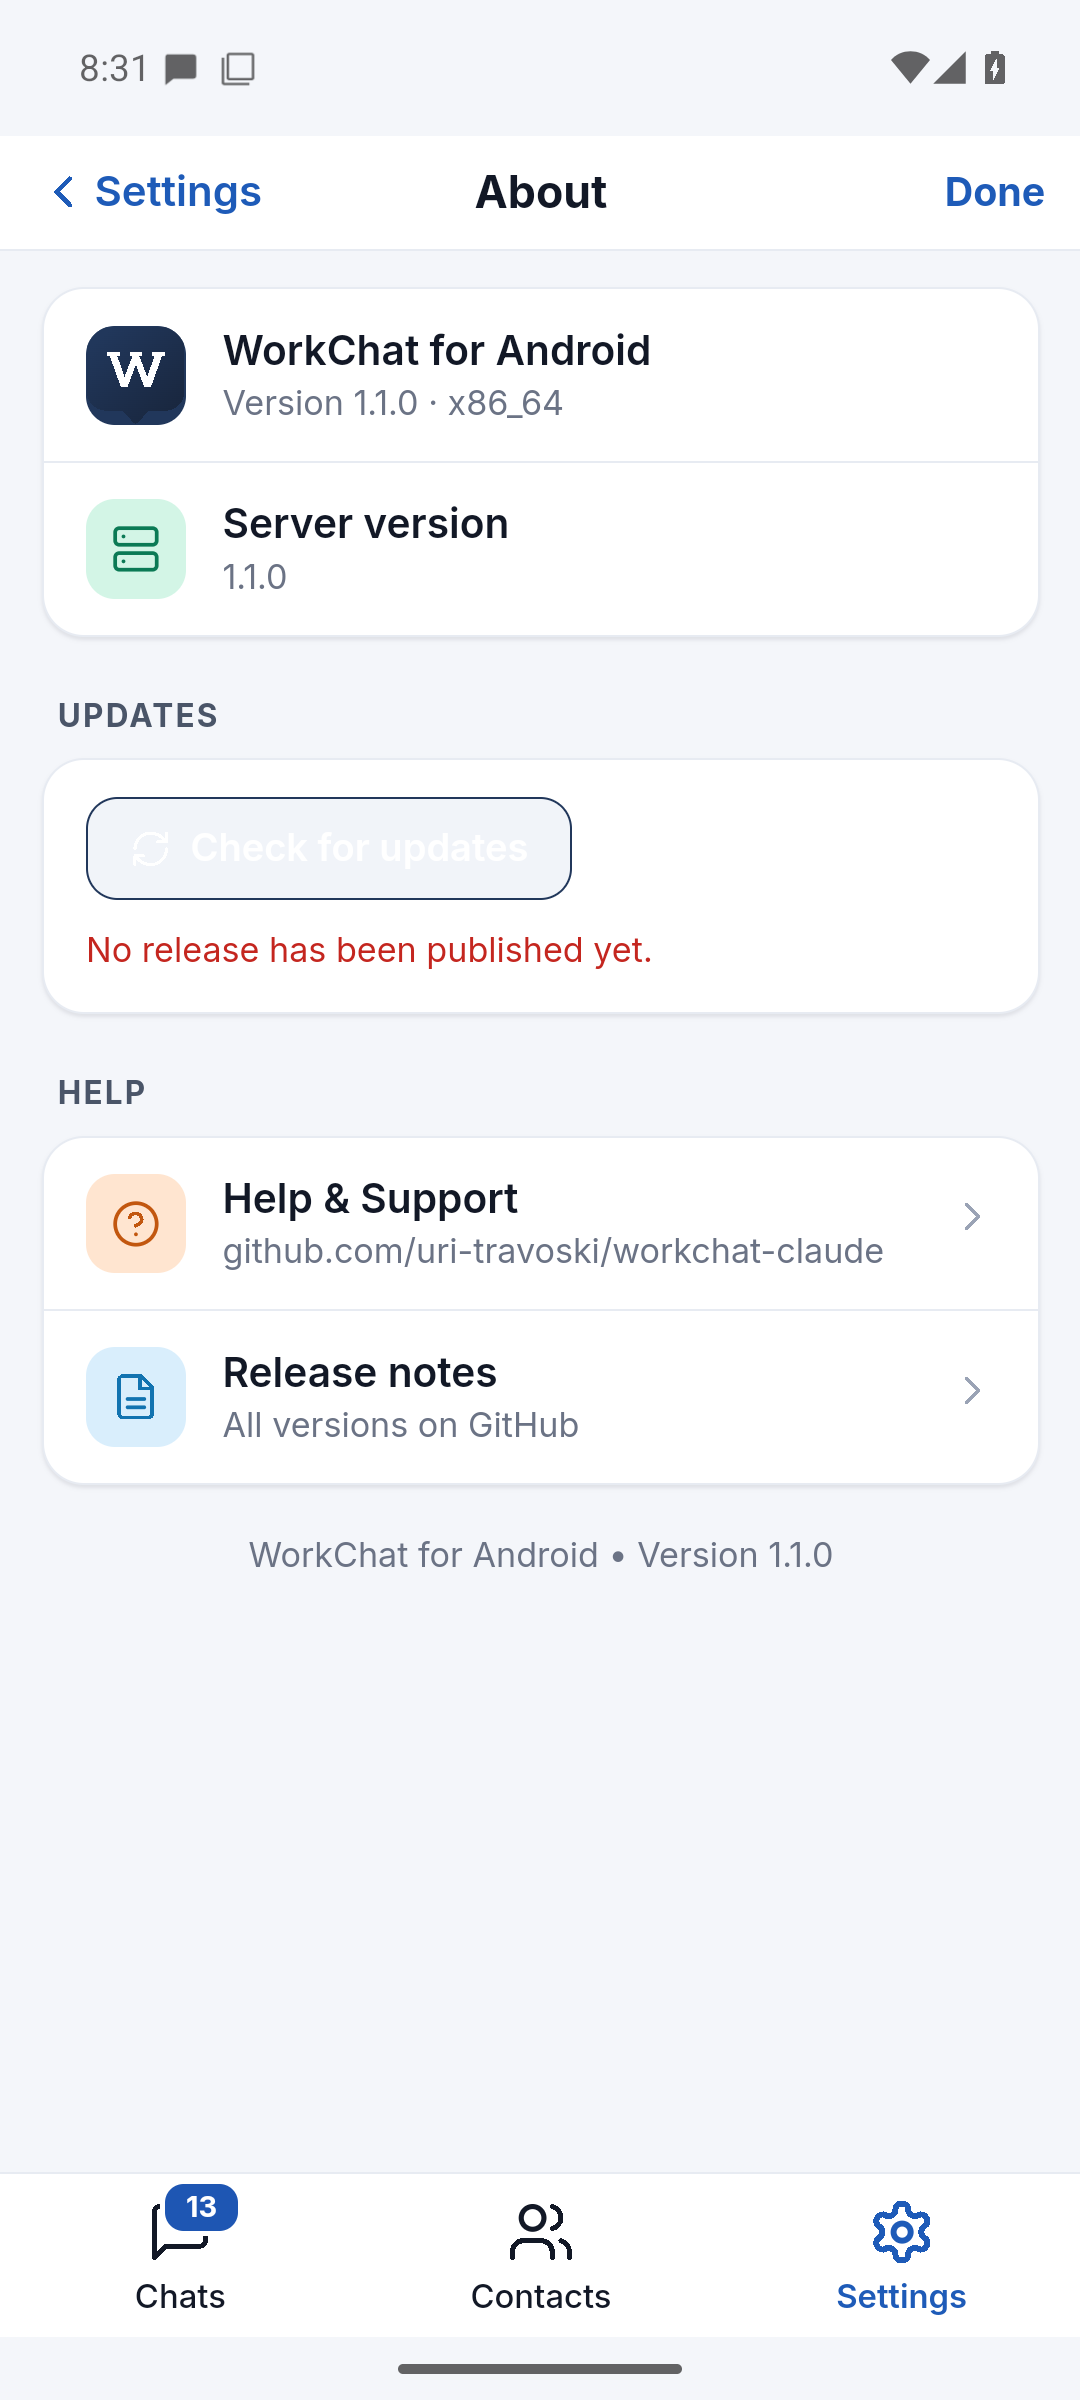 8:31
Settings
About
Done
W
WorkChat for Android
Version 1.1.0 · x86_64
Server version
1.1.0
UPDATES
Check for updates
No release has been published yet.
HELP
Help & Support
github.com/uri-travoski/workchat-claude
Release notes
All versions on GitHub
WorkChat for Android • Version 1.1.0
13
Chats
Contacts
Settings